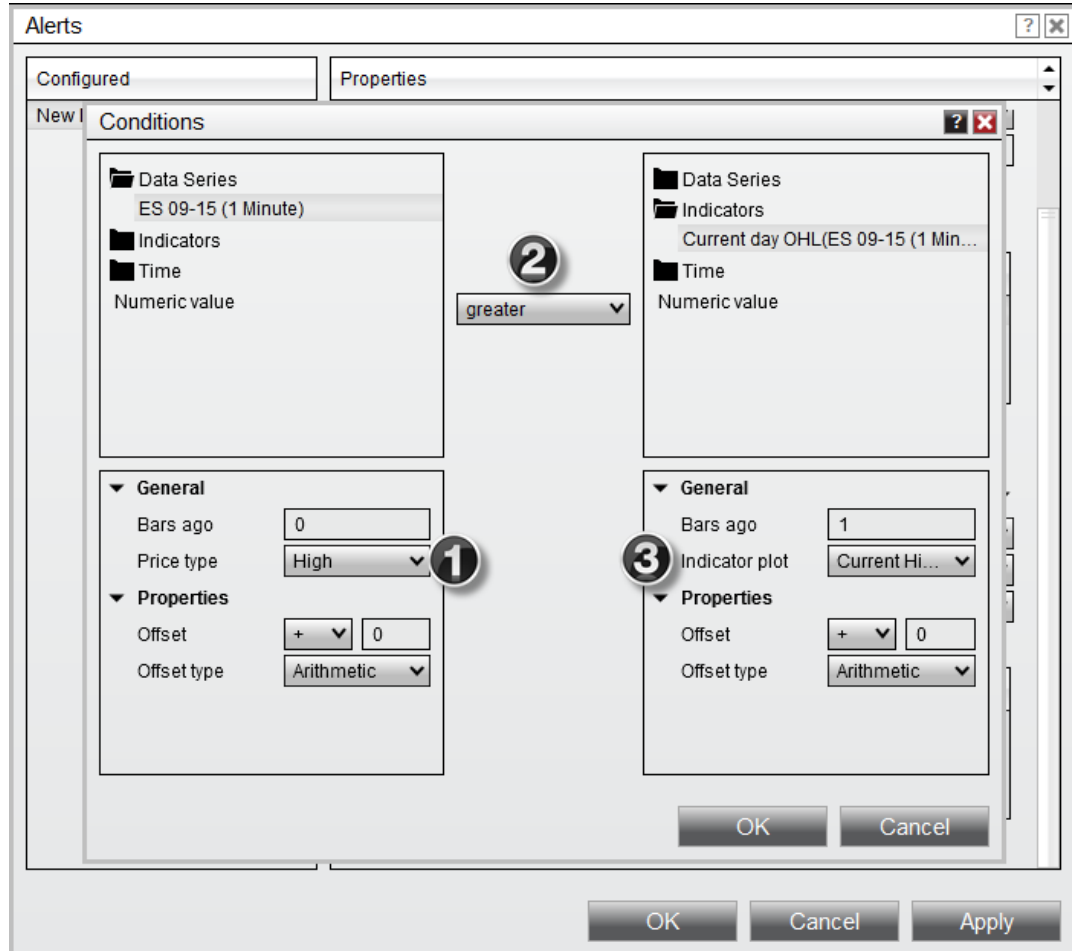 Alerts
? ×
Configured
Properties
New
Conditions
? ×
Data Series
ES 09-15 (1 Minute)
Indicators
Time
Numeric value
2
greater
Data Series
Indicators
Current day OHL(ES 09-15 (1 Min...
Time
Numeric value
General
Bars ago 0
Price type High
1
Properties
Offset + 0
Offset type Arithmetic
General
Bars ago 1
3
Indicator plot Current Hi...
Properties
Offset + 0
Offset type Arithmetic
OK Cancel
OK Cancel Apply